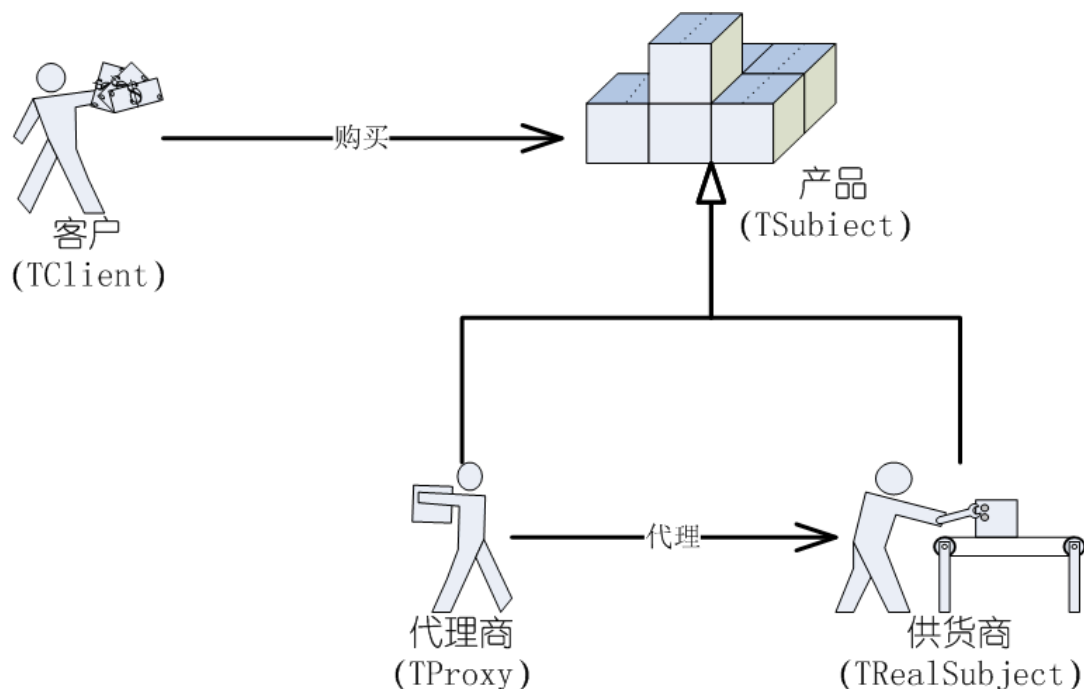 购买
产品
(TSubiect)
客户
(TClient)
代理
代理商
(TProxy)
供货商
(TRealSubject)